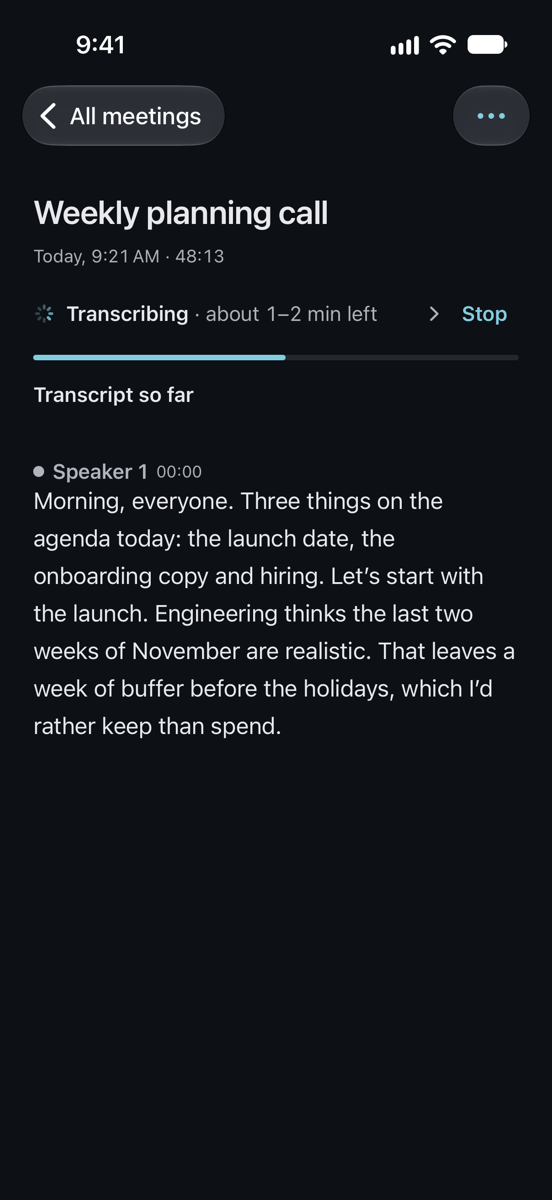 9:41
All meetings
Weekly planning call
Today, 9:21 AM · 48:13
Transcribing · about 1–2 min left
Stop
Transcript so far
Speaker 1 00:00
Morning, everyone. Three things on the
agenda today: the launch date, the
onboarding copy and hiring. Let’s start with
the launch. Engineering thinks the last two
weeks of November are realistic. That leaves a
week of buffer before the holidays, which I’d
rather keep than spend.